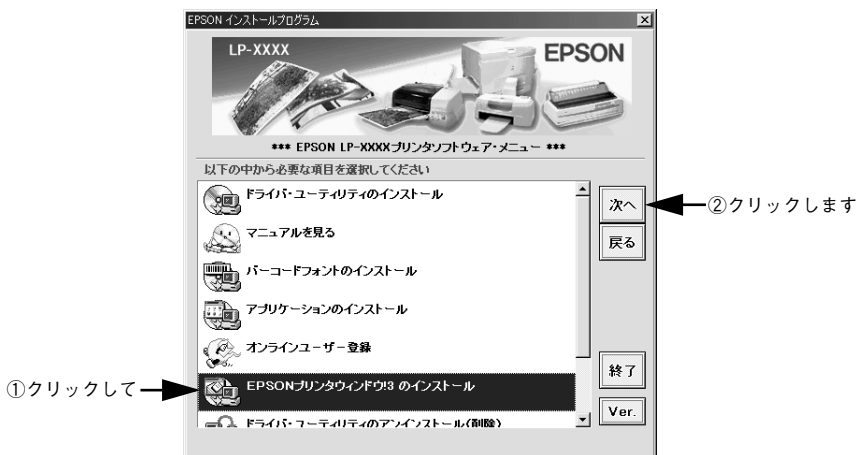 EPSON インストールプログラム
LP-XXXX
EPSON
*** EPSON LP-XXXXプリンタソフトウェア・メニュー ***
以下の中から必要な項目を選択してください
ドライバ・ユーティリティのインストール
次へ
②クリックします
マニュアルを見る
戻る
バーコードフォントのインストール
アプリケーションのインストール
オンラインユーザー登録
終了
①クリックして
EPSONプリンタウィンドウ!3 のインストール
Ver.
ドライバ・ユーティリティのアンインストール(削除)